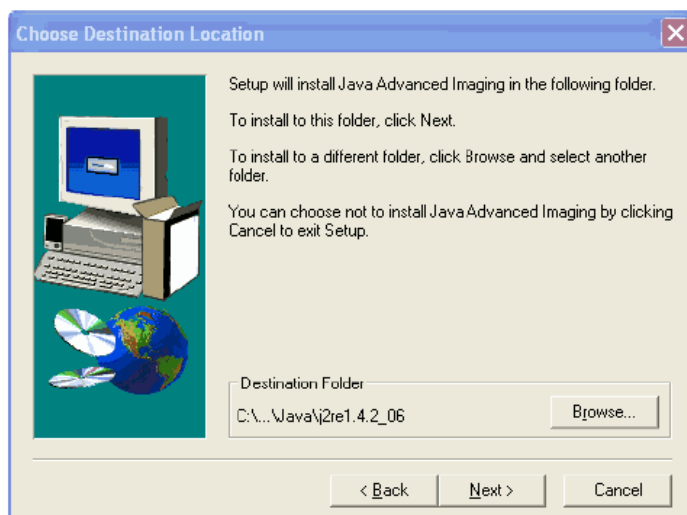 Choose Destination Location
Setup will install Java Advanced Imaging in the following folder.
To install to this folder, click Next.
To install to a different folder, click Browse and select another
folder.
You can choose not to install Java Advanced Imaging by clicking
Cancel to exit Setup.
Destination Folder
C:\...\Java\j2re1.4.2_06
Browse...
< Back
Next >
Cancel